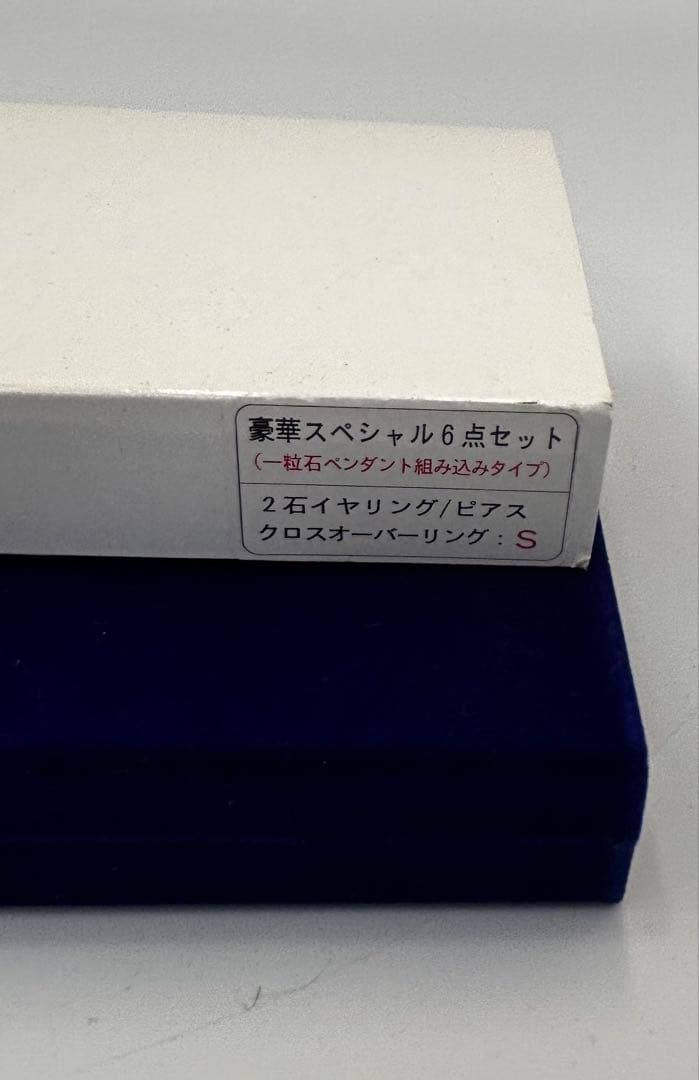 豪華スペシャル6点セット
(一粒石ペンダント組み込みタイプ)
2石イヤリング/ピアス
クロスオーバーリング：S